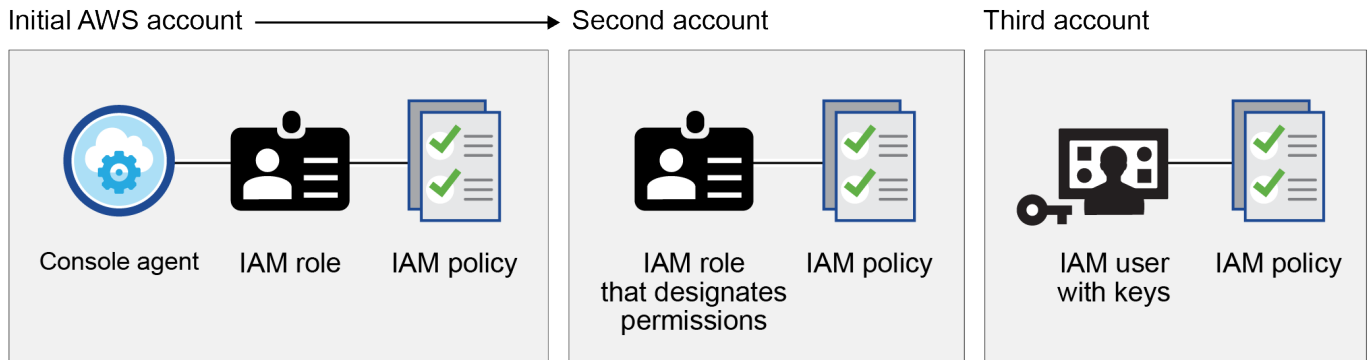 Initial AWS account
Second account
Third account
Console agent
IAM role
IAM policy
IAM role
that designates
permissions
IAM policy
IAM user
with keys
IAM policy